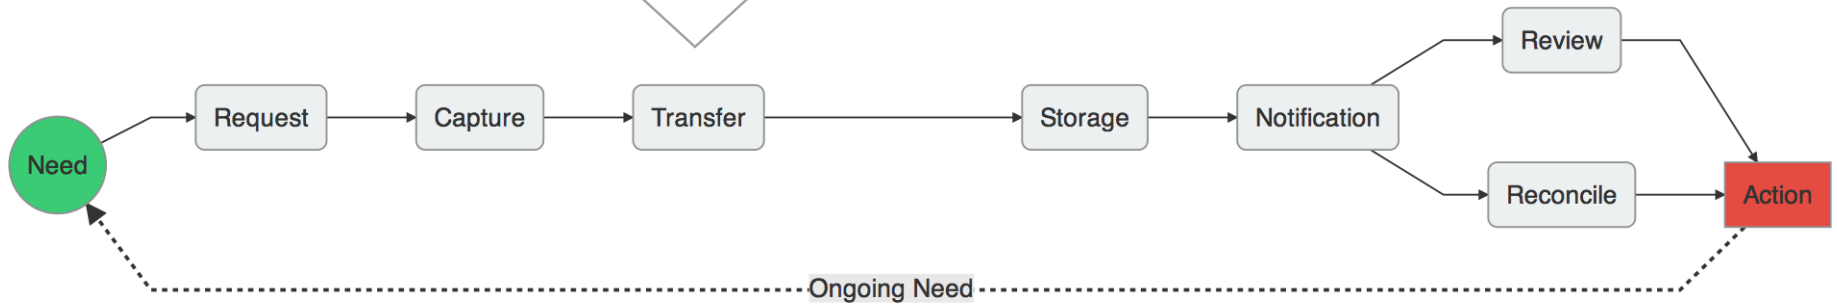 Need
Request
Capture
Transfer
Storage
Notification
Review
Reconcile
Action
Ongoing Need